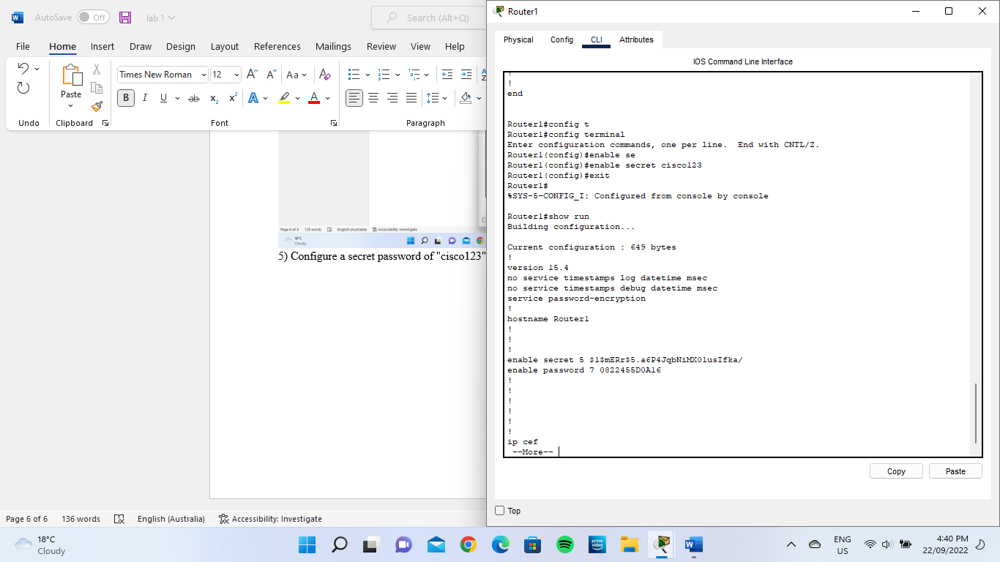 AutoSave Off lab 1 Search (Alt+Q)
File Home Insert Draw Design Layout References Mailings Review View Help
Times New Roman 12 Aa
Paste
B I U ab x2 x2 A A
Undo Clipboard Font Paragraph
Page 6 of 6 129 words English (Australia) Accessibility: Investigate
18°C
Cloudy
5) Configure a secret password of "cisco123"
Page 6 of 6 136 words English (Australia) Accessibility: Investigate
Router1
Physical Config CLI Attributes
IOS Command Line Interface
!
!
end
Router1#config t
Router1#config terminal
Enter configuration commands, one per line. End with CNTL/Z.
Router1(config)#enable se
Router1(config)#enable secret cisco123
Router1(config)#exit
Router1#
%SYS-5-CONFIG_I: Configured from console by console
Router1#show run
Building configuration...
Current configuration : 649 bytes
!
version 15.4
no service timestamps log datetime msec
no service timestamps debug datetime msec
service password-encryption
!
hostname Router1
!
!
!
enable secret 5 $1$mERr$5.a6P4JqbNiMX01usIfka/
enable password 7 0822455D0A16
!
!
!
!
!
!
ip cef
--More--
Copy Paste
Top
18°C
Cloudy
prime video
ENG
US
4:40 PM
22/09/2022